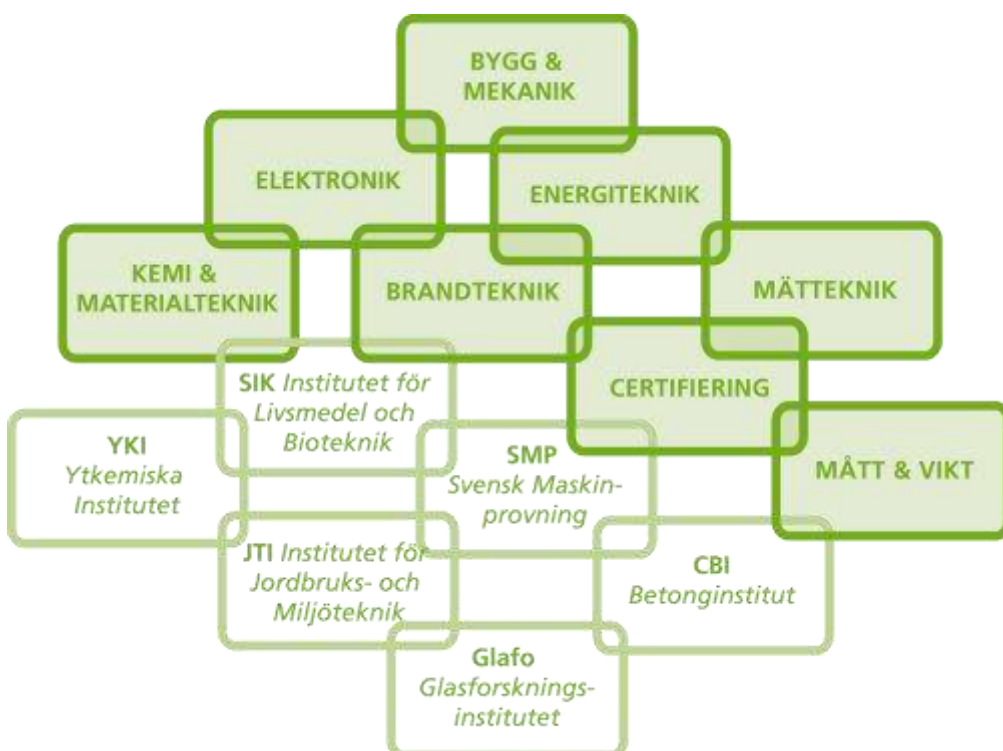 BYGG &
MEKANIK
ELEKTRONIK
ENERGITEKNIK
KEMI &
MATERIALTEKNIK
BRANDTEKNIK
MÄTTEKNIK
SIK Institutet för
Livsmedel och
Bioteknik
CERTIFIERING
YKI
Ytkemiska
Institutet
SMP
Svensk Maskin-
provning
MÅTT & VIKT
JTI Institutet för
Jordbruks- och
Miljöteknik
CBI
Betonginstitut
Glafo
Glasforsknings-
institutet